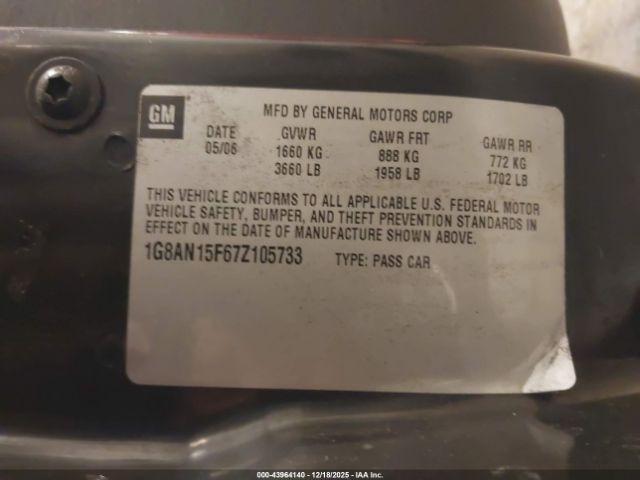 GM
MFD BY GENERAL MOTORS CORP
DATE GVWR GAWR FRT GAWR RR
05/06 1660 KG 888 KG 772 KG
3660 LB 1958 LB 1702 LB
THIS VEHICLE CONFORMS TO ALL APPLICABLE U.S. FEDERAL MOTOR
VEHICLE SAFETY, BUMPER, AND THEFT PREVENTION STANDARDS IN
EFFECT ON THE DATE OF MANUFACTURE SHOWN ABOVE.
1G8AN15F67Z105733 TYPE: PASS CAR
000-43964140 - 12/18/2025 - IAA Inc.